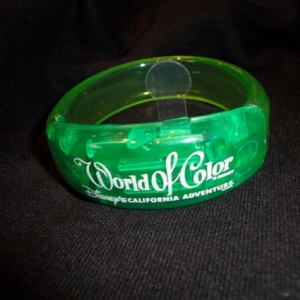 World of Color
Disney's CALIFORNIA ADVENTURE